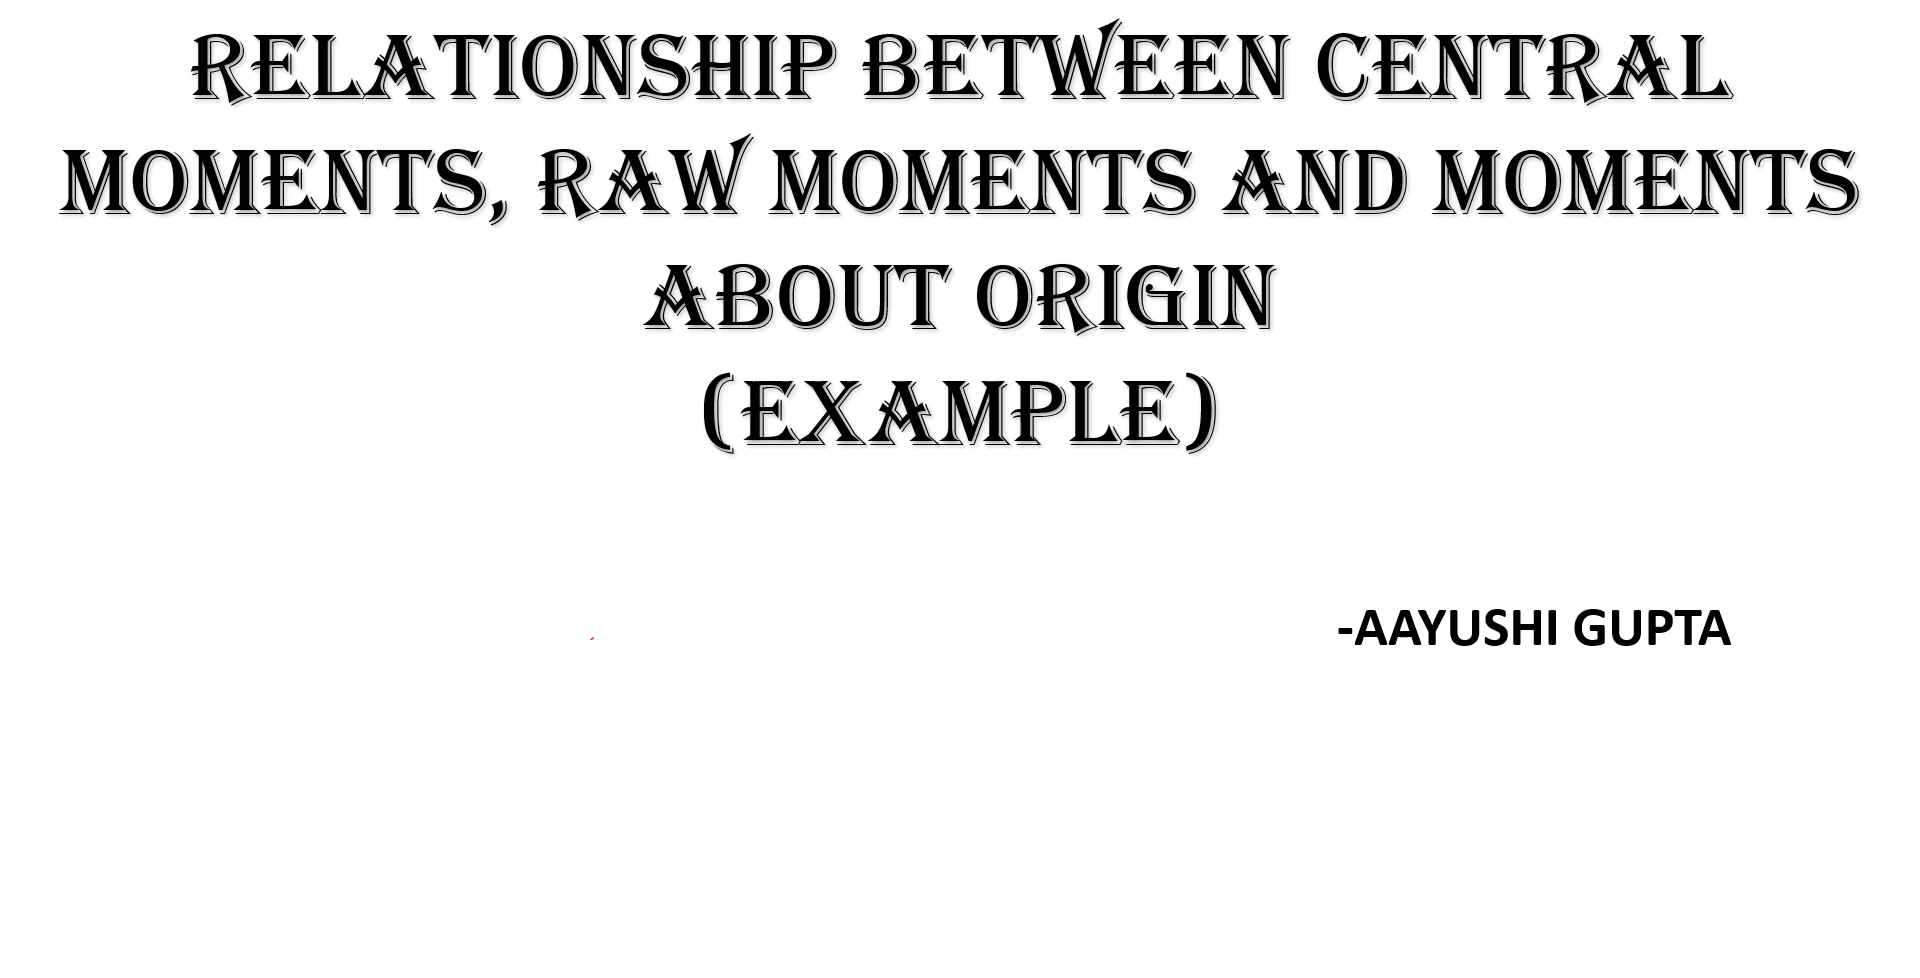 RELATIONSHIP BETWEEN CENTRAL
MOMENTS, RAW MOMENTS AND MOMENTS
ABOUT ORIGIN
(EXAMPLE)
-AAYUSHI GUPTA